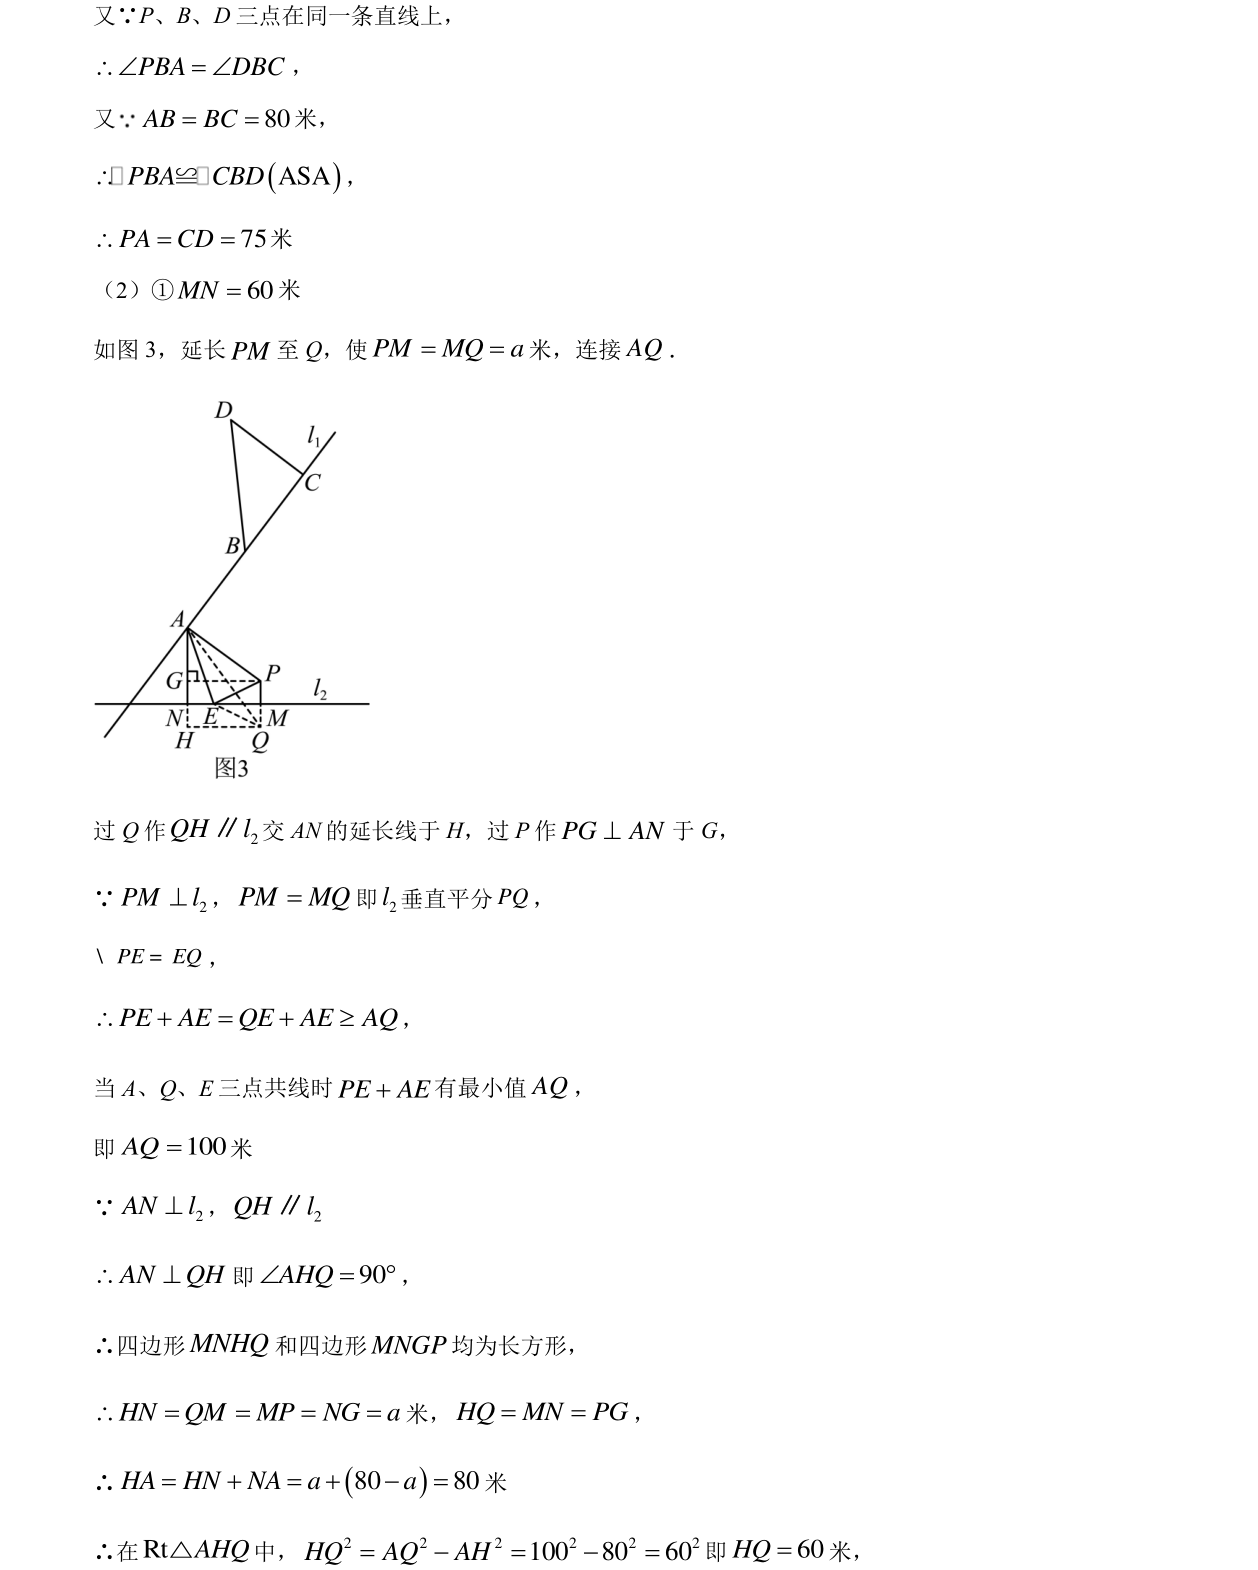 又∵P、B、D三点在同一条直线上，
∴∠PBA = ∠DBC，
又∵AB = BC = 80米，
∴□PBA≌□CBD(ASA)，
∴PA = CD = 75米
（2）①MN = 60米
如图3，延长PM至Q，使PM = MQ = a米，连接AQ．
D
l₁
C
B
A
G
P
l₂
N E M
H Q
图3
过Q作QH∥l₂交AN的延长线于H，过P作PG⊥AN于G，
∵PM⊥l₂，PM = MQ即l₂垂直平分PQ，
\ PE = EQ，
∴PE + AE = QE + AE ≥ AQ，
当A、Q、E三点共线时PE + AE有最小值AQ，
即AQ = 100米
∵AN⊥l₂，QH∥l₂
∴AN⊥QH即∠AHQ = 90°，
∴四边形MNHQ和四边形MNGP均为长方形，
∴HN = QM = MP = NG = a米，HQ = MN = PG，
∴HA = HN + NA = a + (80 − a) = 80米
∴在Rt△AHQ中，HQ² = AQ² − AH² = 100² − 80² = 60²即HQ = 60米，